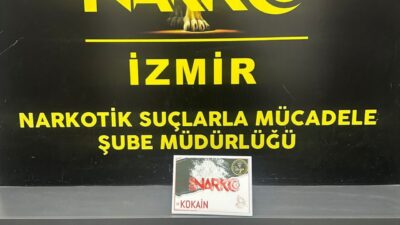 NARKO
İZMİR
NARKOTİK SUÇLARLA MÜCADELE
ŞUBE MÜDÜRLÜĞÜ
NARKO
KOKAİN